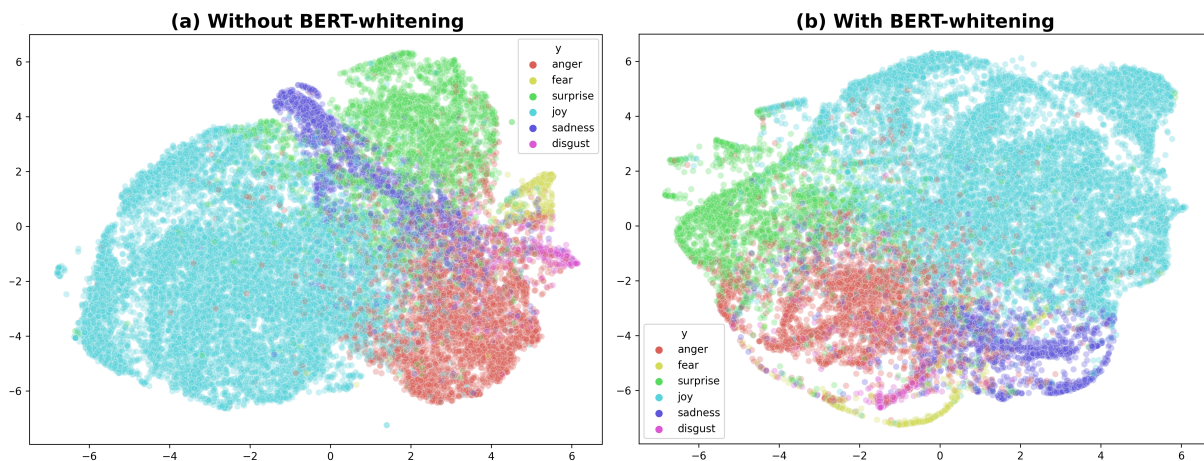 (a) Without BERT-whitening
y
anger
fear
surprise
joy
sadness
disgust
6
4
2
0
−2
−4
−6
−6
−4
−2
0
2
4
6
(b) With BERT-whitening
6
4
2
0
−2
−4
−6
y
anger
fear
surprise
joy
sadness
disgust
−6
−4
−2
0
2
4
6